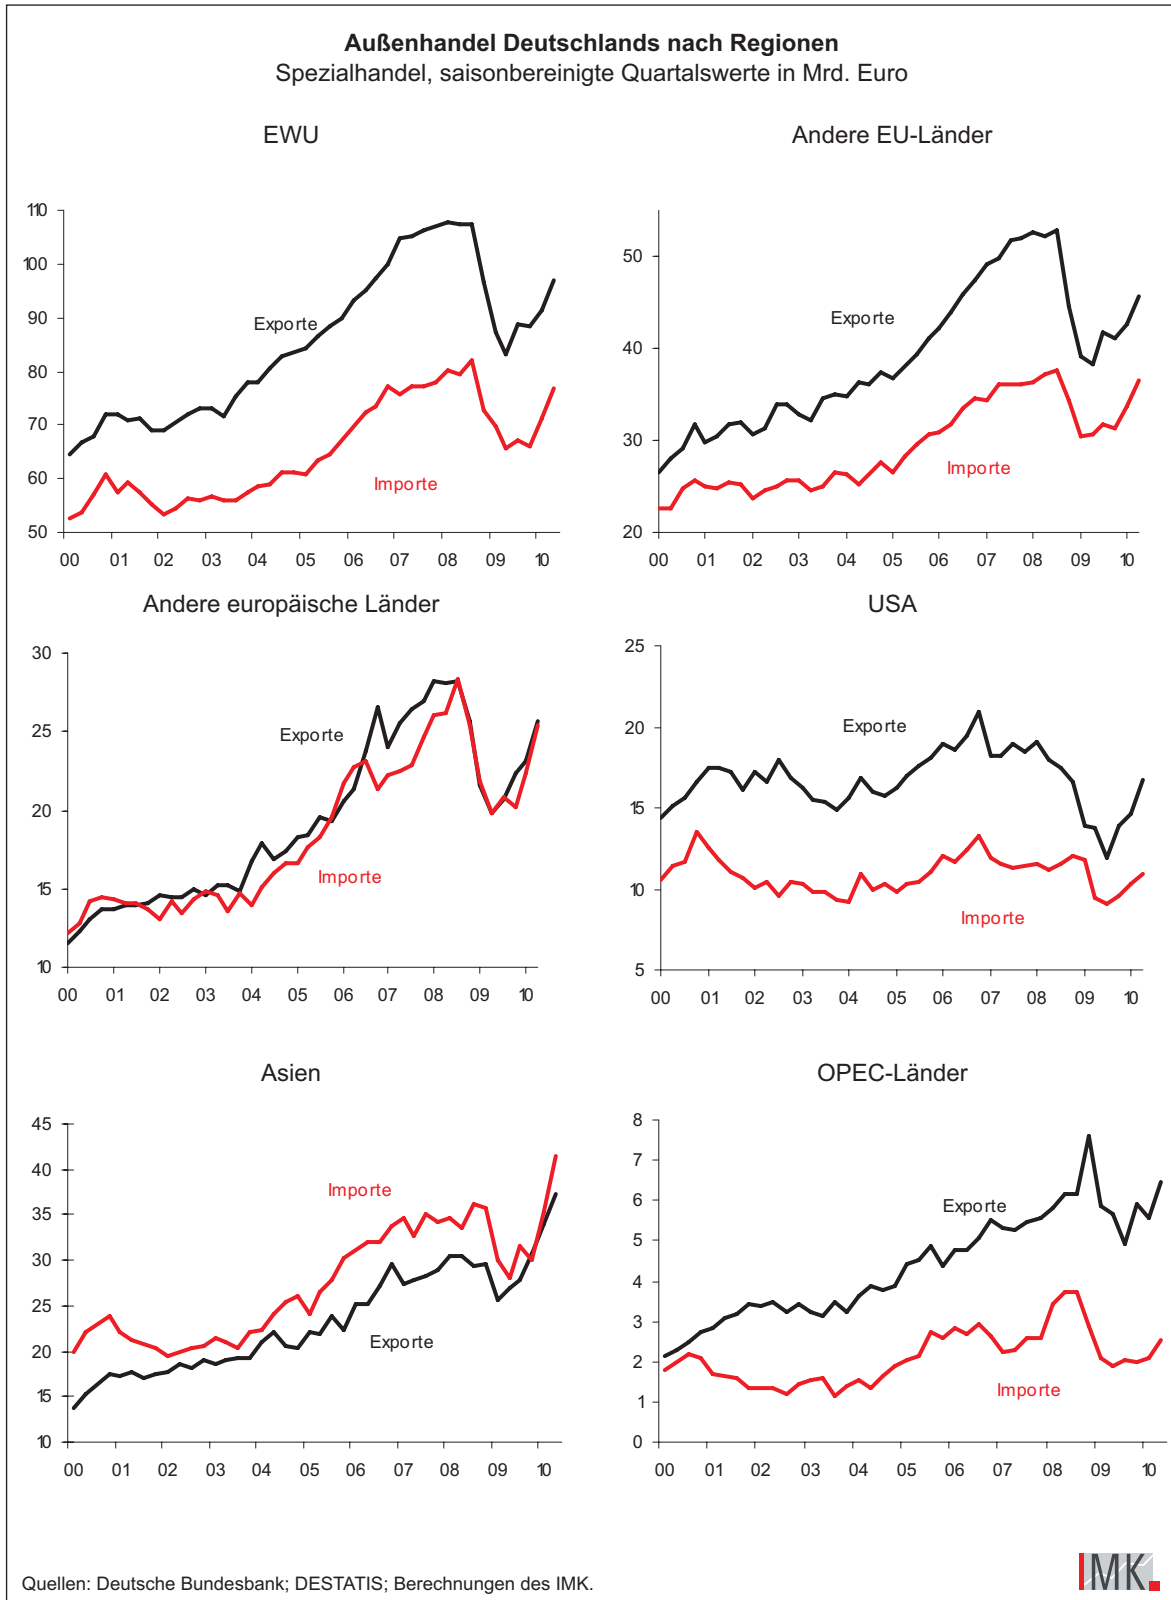 Außenhandel Deutschlands nach Regionen
Spezialhandel, saisonbereinigte Quartalswerte in Mrd. Euro
EWU
110
100
90
80
70
60
50
Exporte
Importe
00 01 02 03 04 05 06 07 08 09 10
Andere EU-Länder
50
40
30
20
Exporte
Importe
00 01 02 03 04 05 06 07 08 09 10
Andere europäische Länder
30
25
20
15
10
Exporte
Importe
00 01 02 03 04 05 06 07 08 09 10
USA
25
20
15
10
5
Exporte
Importe
00 01 02 03 04 05 06 07 08 09 10
Asien
45
40
35
30
25
20
15
10
Importe
Exporte
00 01 02 03 04 05 06 07 08 09 10
OPEC-Länder
8
7
6
5
4
3
2
1
0
Exporte
Importe
00 01 02 03 04 05 06 07 08 09 10
Quellen: Deutsche Bundesbank; DESTATIS; Berechnungen des IMK.
IMK